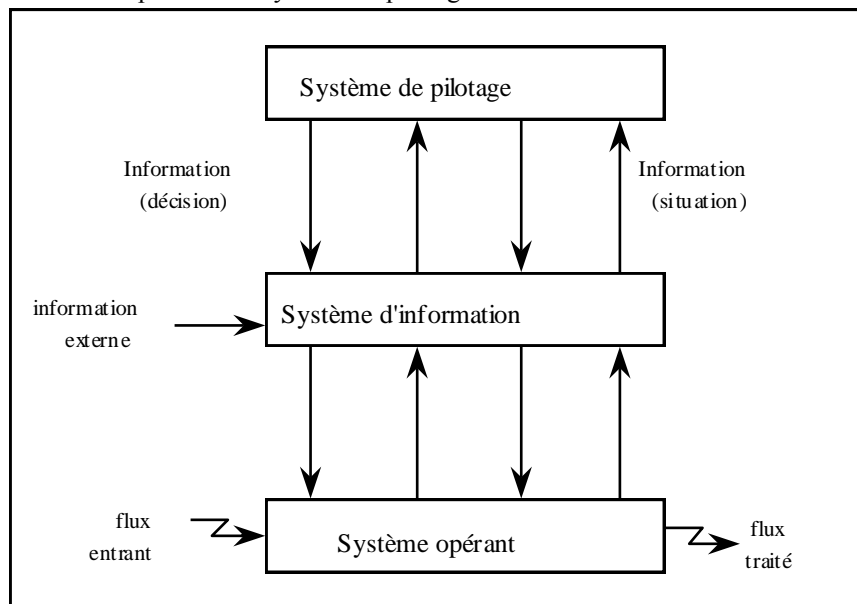 Système de pilotage
Information
(décision)
Information
(situation)
information
externe
Système d'information
flux
entrant
Système opérant
flux
traité